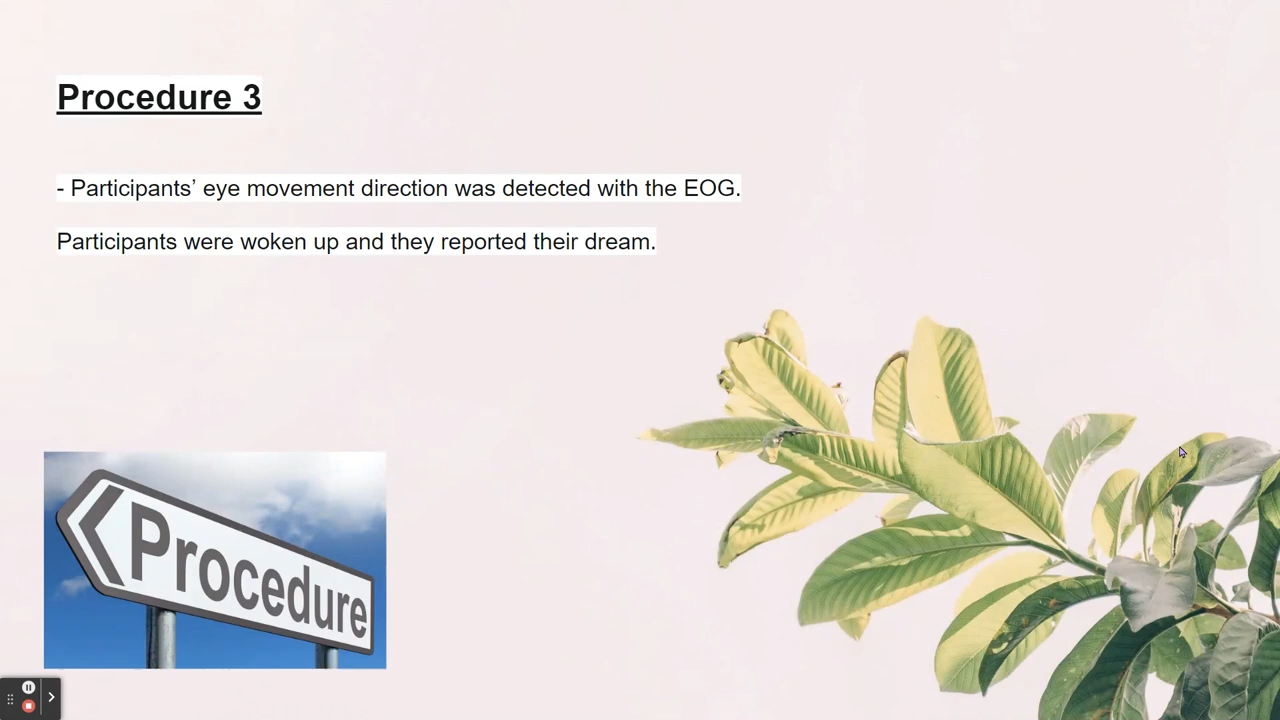 Procedure 3
- Participants’ eye movement direction was detected with the EOG.
Participants were woken up and they reported their dream.
Procedure